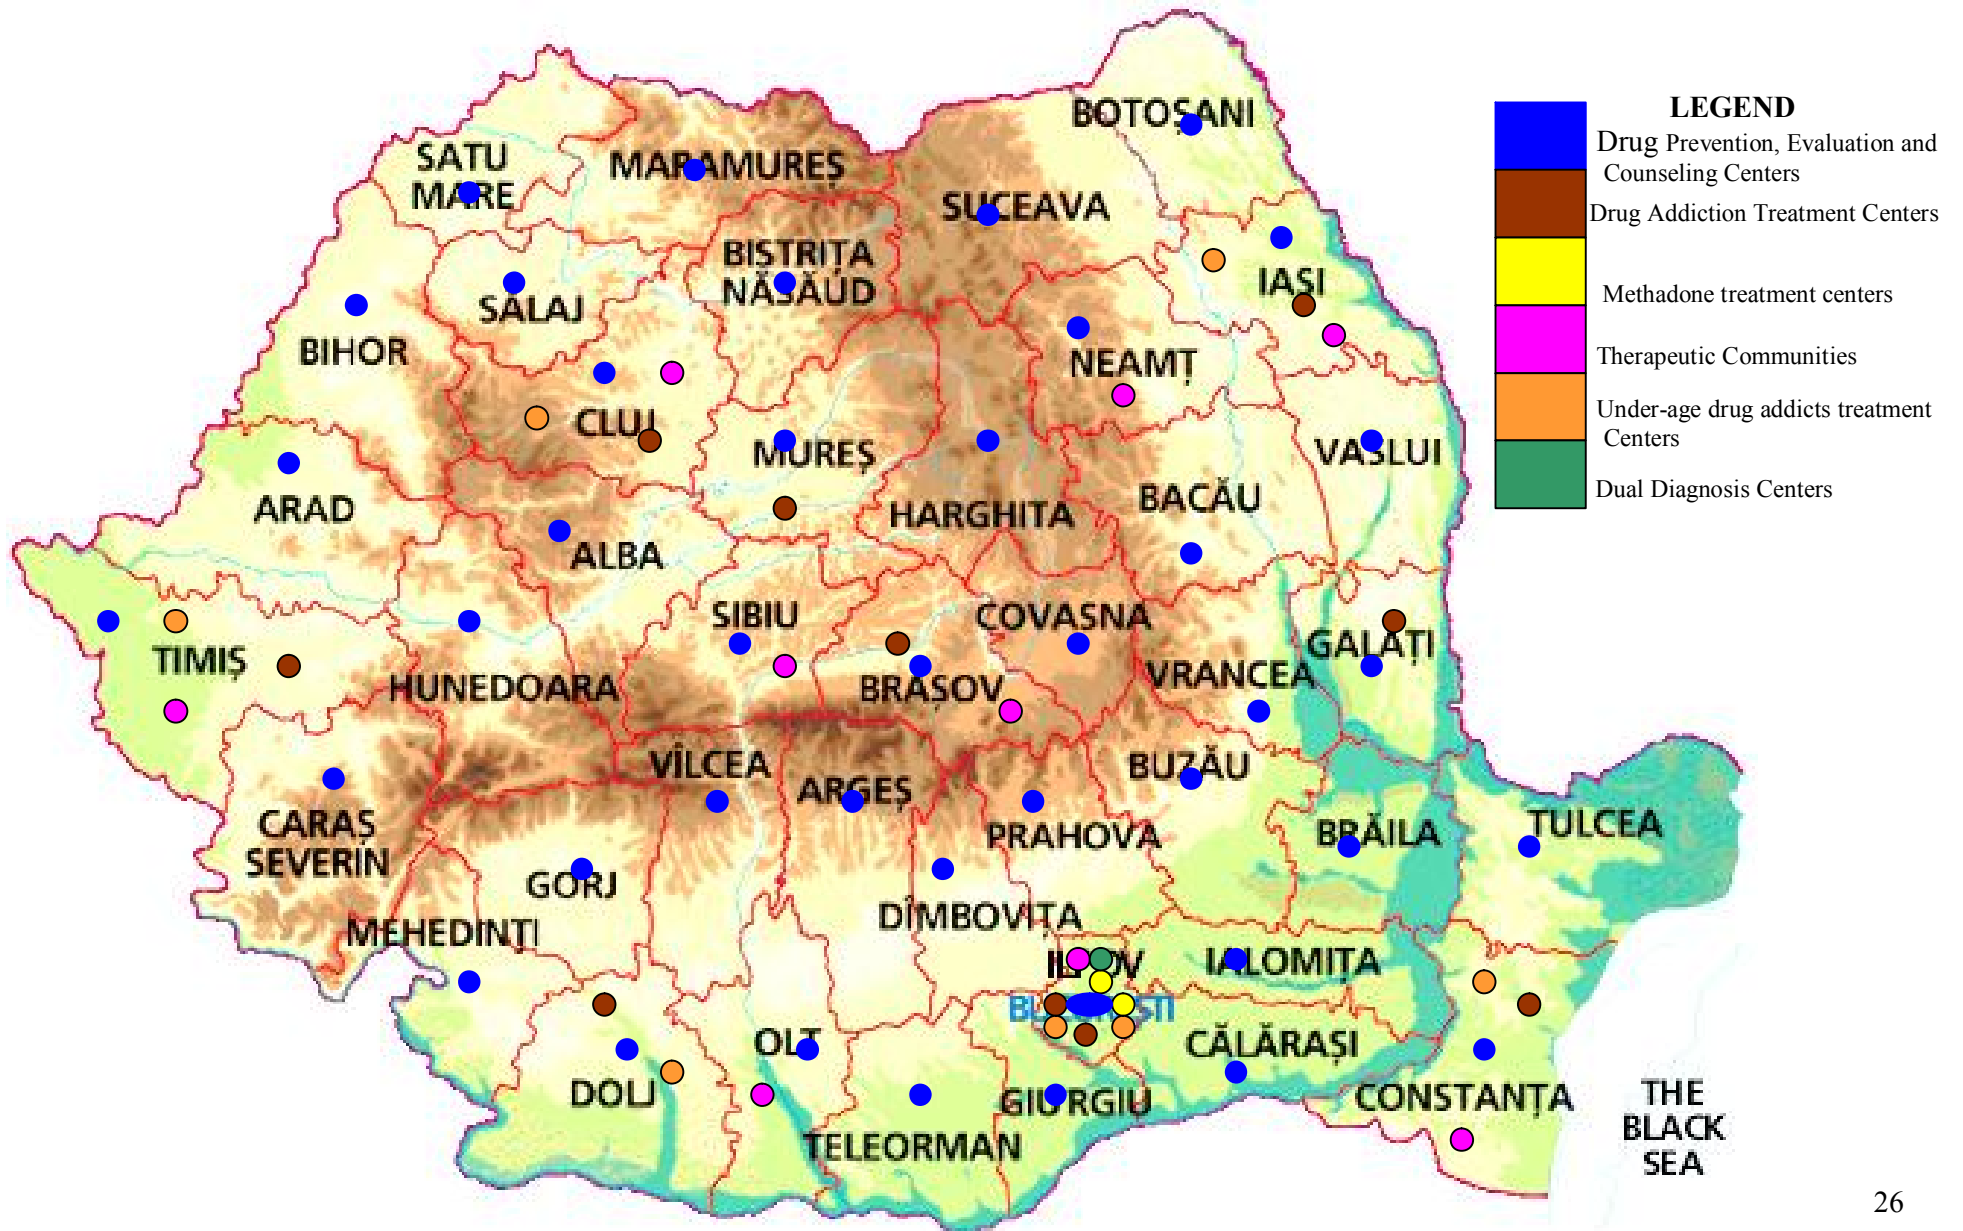 BOTOȘANI
SATU
MARE
MARAMUREȘ
SUCEAVA
BISTRIȚA
NĂSĂUD
SALAJ
IAȘI
BIHOR
NEAMȚ
CLUJ
MUREȘ
VASLUI
ARAD
HARGHITA
BACĂU
ALBA
SIBIU
COVASNA
TIMIȘ
HUNEDOARA
BRAȘOV
VRANCEA
GALAȚI
VÎLCEA
ARGEȘ
BUZĂU
CARAȘ
SEVERIN
PRAHOVA
BRĂILA
TULCEA
GORJ
MEHEDINȚI
DÎMBOVIȚA
ILFOV
IALOMIȚA
BUCUREȘTI
OLT
CĂLĂRAȘI
DOLJ
GIURGIU
CONSTANȚA
TELEORMAN
THE
BLACK
SEA
LEGEND
Drug Prevention, Evaluation and
Counseling Centers
Drug Addiction Treatment Centers
Methadone treatment centers
Therapeutic Communities
Under-age drug addicts treatment
Centers
Dual Diagnosis Centers
26